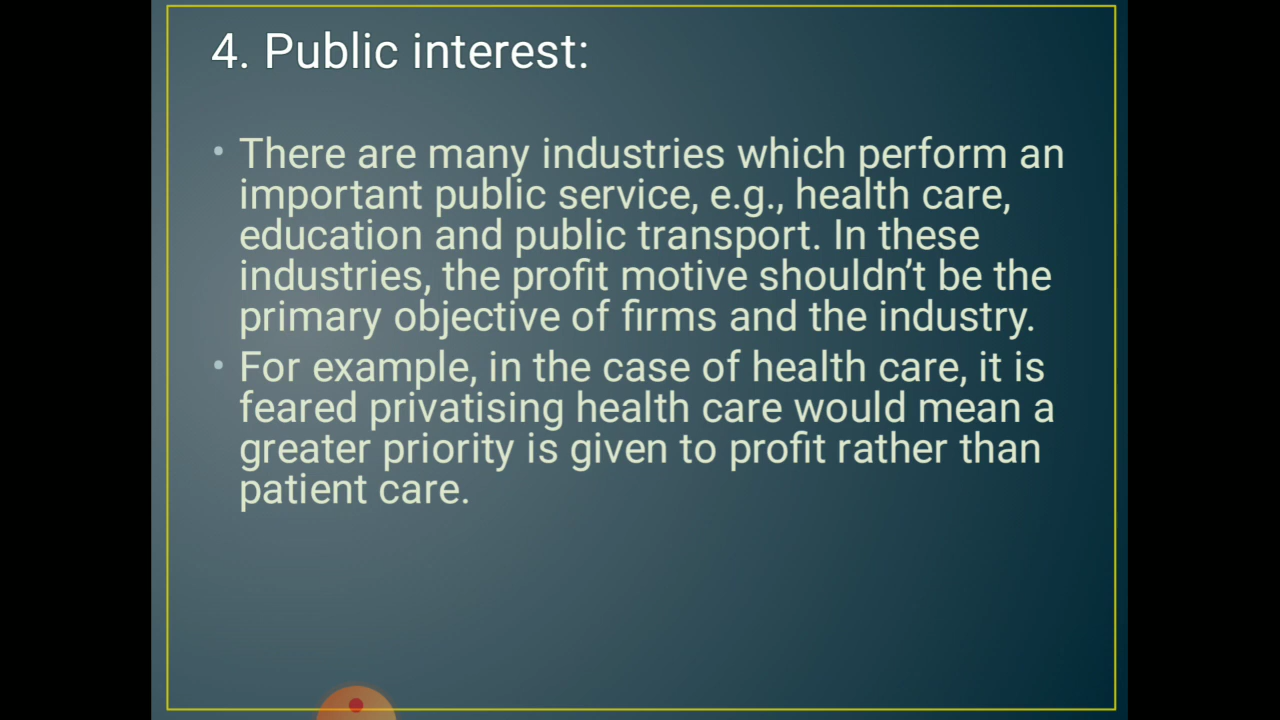 4. Public interest:
• There are many industries which perform an
important public service, e.g., health care,
education and public transport. In these
industries, the profit motive shouldn’t be the
primary objective of firms and the industry.
• For example, in the case of health care, it is
feared privatising health care would mean a
greater priority is given to profit rather than
patient care.